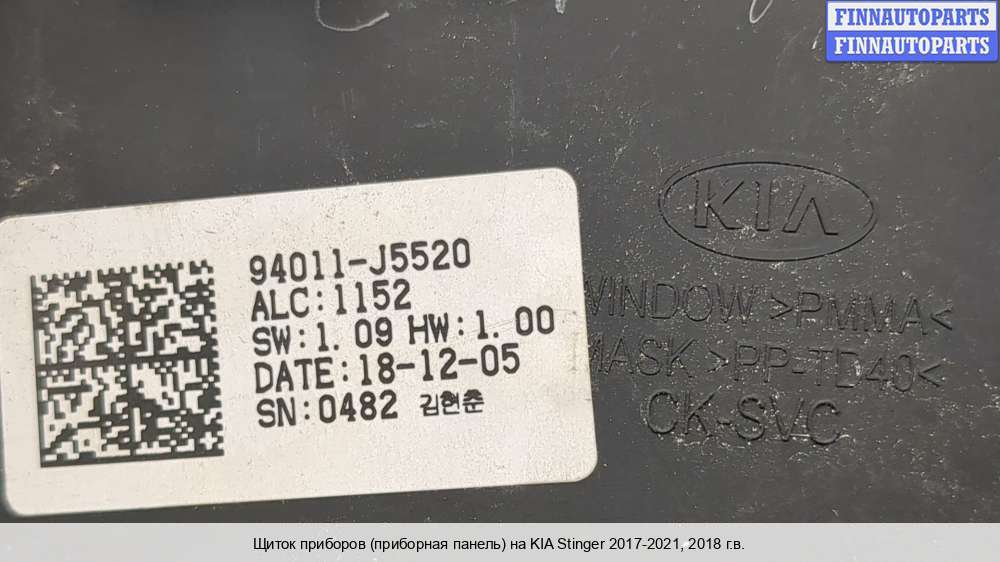 FINNAUTOPARTS
FINNAUTOPARTS
KIA
94011-J5520
ALC:1152
SW:1.09 HW:1.00
DATE:18-12-05
SN:0482 김현춘
WINDOW >PMMA<
MASK >PP-TD40<
CK-SVC
Щиток приборов (приборная панель) на KIA Stinger 2017-2021, 2018 г.в.